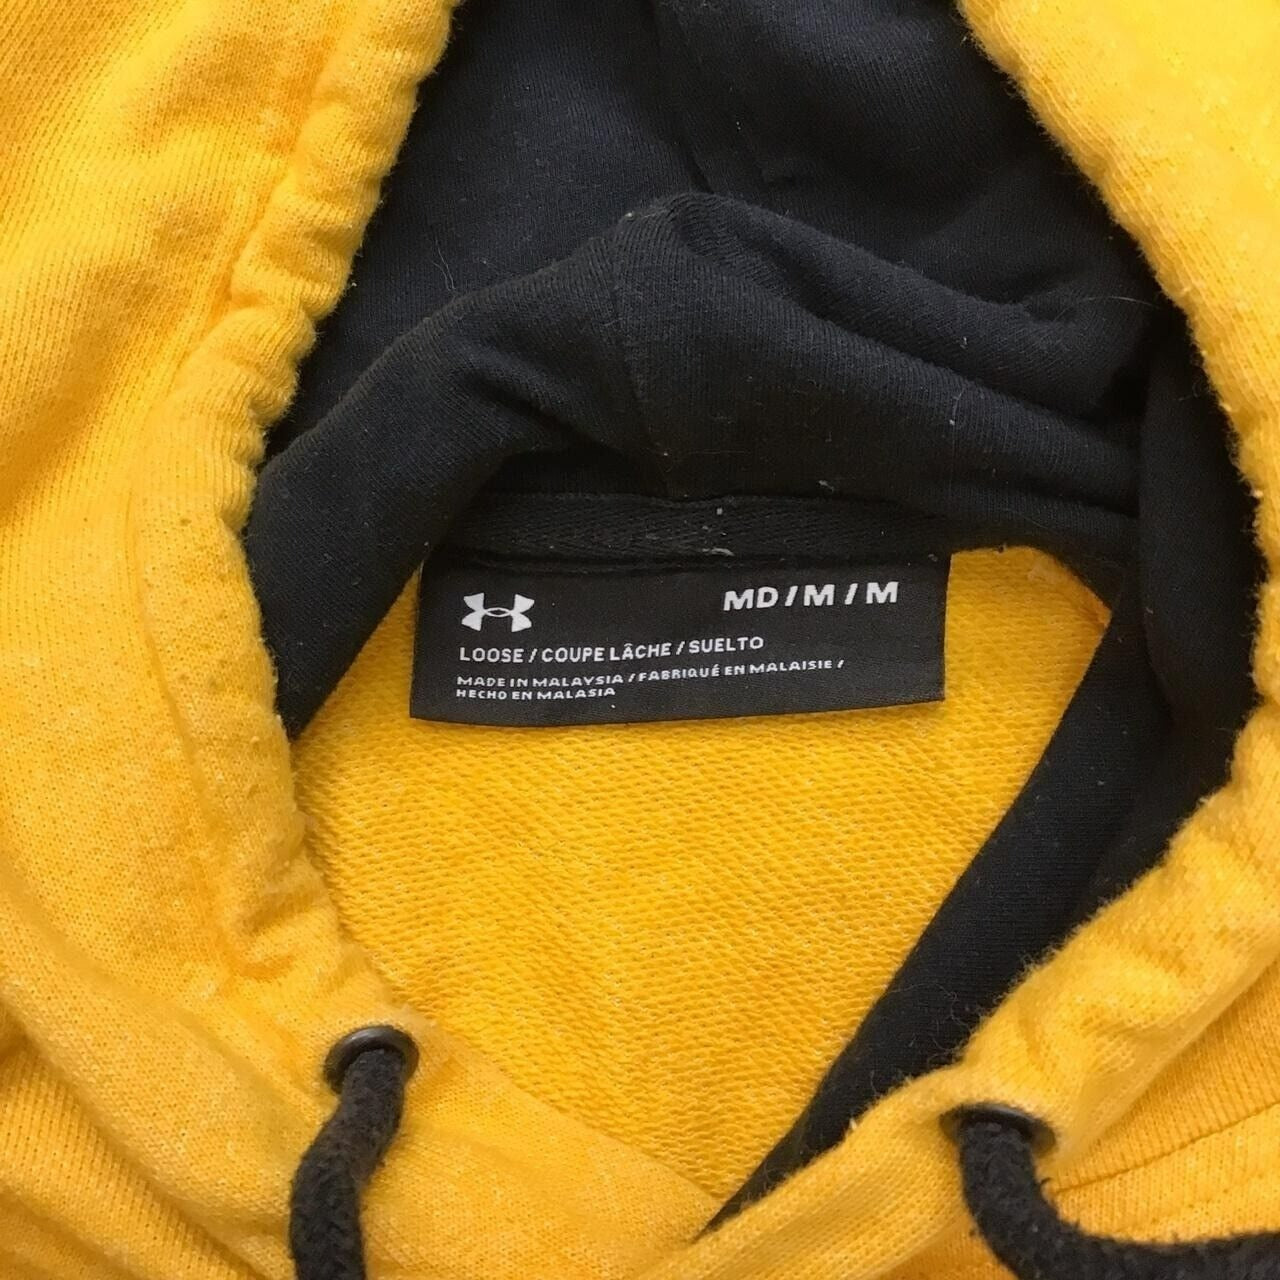 MD / M / M
LOOSE / COUPE LÂCHE / SUELTO
MADE IN MALAYSIA / FABRIQUÉ EN MALAISIE /
HECHO EN MALASIA